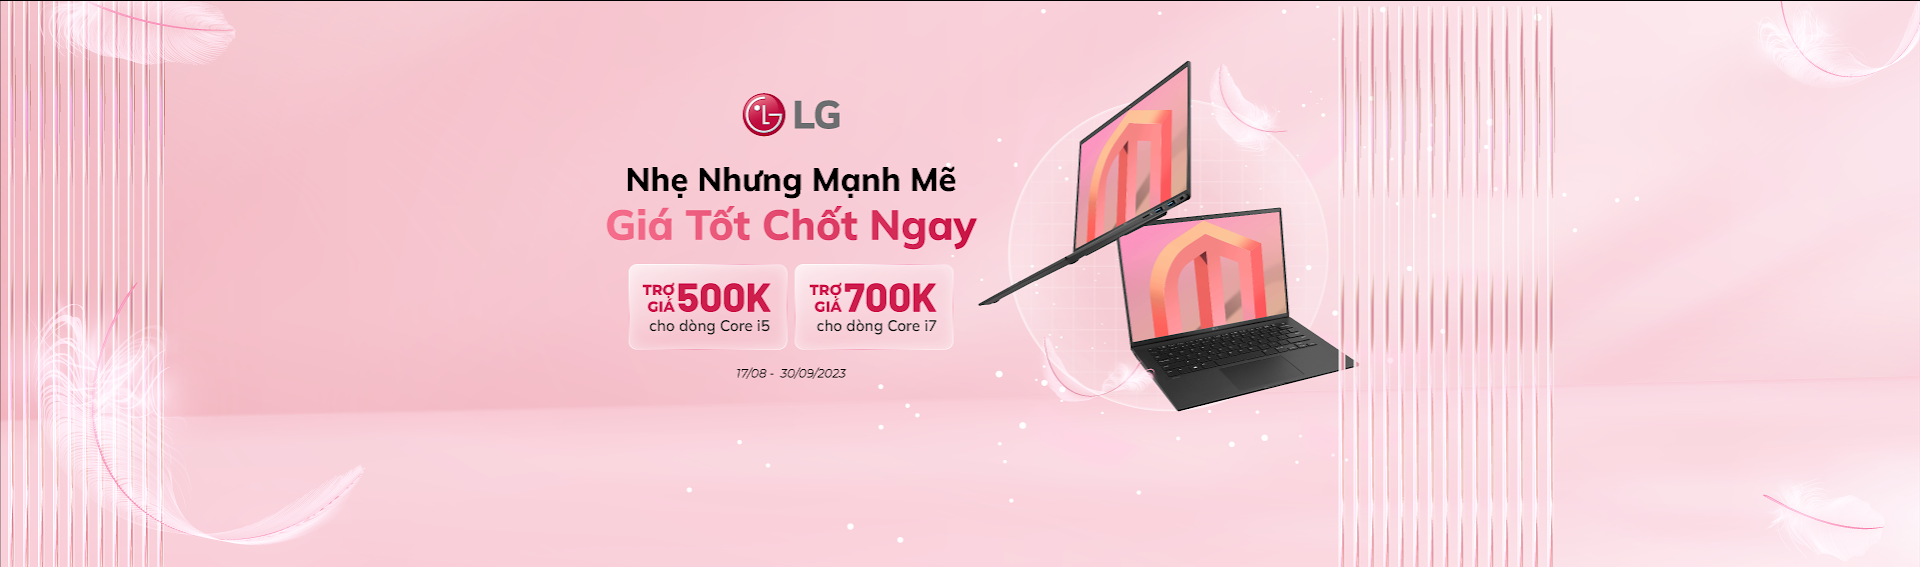 LG
Nhẹ Nhưng Mạnh Mẽ
Giá Tốt Chốt Ngay
TRỢ GIÁ 500K
cho dòng Core i5
TRỢ GIÁ 700K
cho dòng Core i7
17/08 - 30/09/2023